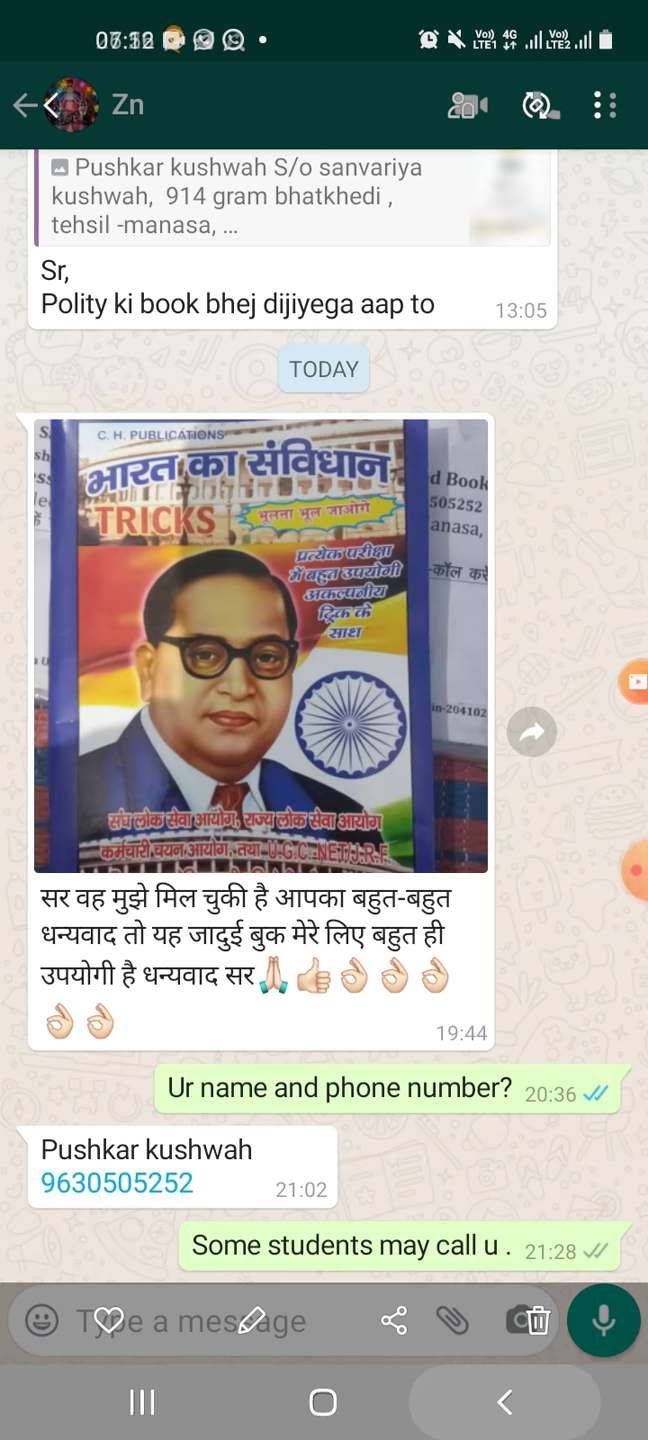 Zn
Pushkar kushwah S/o sanvariya
kushwah, 914 gram bhatkhedi ,
tehsil -manasa, ...
Sr,
Polity ki book bhej dijiyega aap to
13:05
TODAY
C. H. PUBLICATIONS
भारत का संविधान
TRICKS
भूलना भूल जाओगे
प्रत्येक परीक्षा
में बहुत उपयोगी
अकल्पनीय
ट्रिक के
साथ
d Book
505252
anasa,
-कॉल करे
in-204102
संघ लोक सेवा आयोग, राज्य लोक सेवा आयोग
कर्मचारी चयन आयोग, तथा U.G.C. NET/J.R.F.
सर वह मुझे मिल चुकी है आपका बहुत-बहुत
धन्यवाद तो यह जादुई बुक मेरे लिए बहुत ही
उपयोगी है धन्यवाद सर🙏🏻👍🏻👌🏻👌🏻👌🏻
👌🏻👌🏻
19:44
Ur name and phone number? 20:36
Pushkar kushwah
9630505252
21:02
Some students may call u . 21:28
Type a message